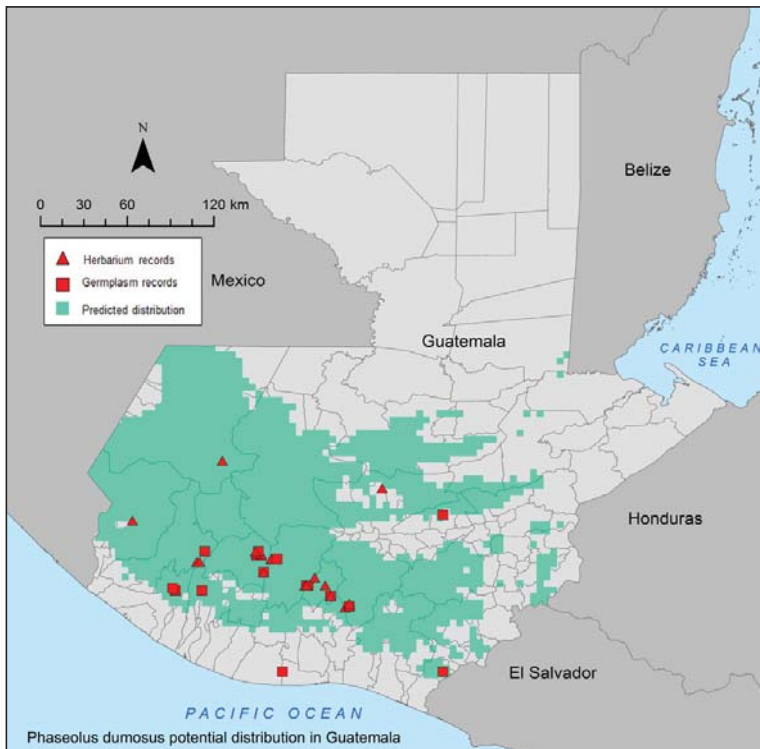 N
0 30 60 120 km
Belize
Herbarium records
Germplasm records
Predicted distribution
Mexico
Guatemala
CARIBBEAN
SEA
Honduras
El Salvador
PACIFIC OCEAN
Phaseolus dumosus potential distribution in Guatemala